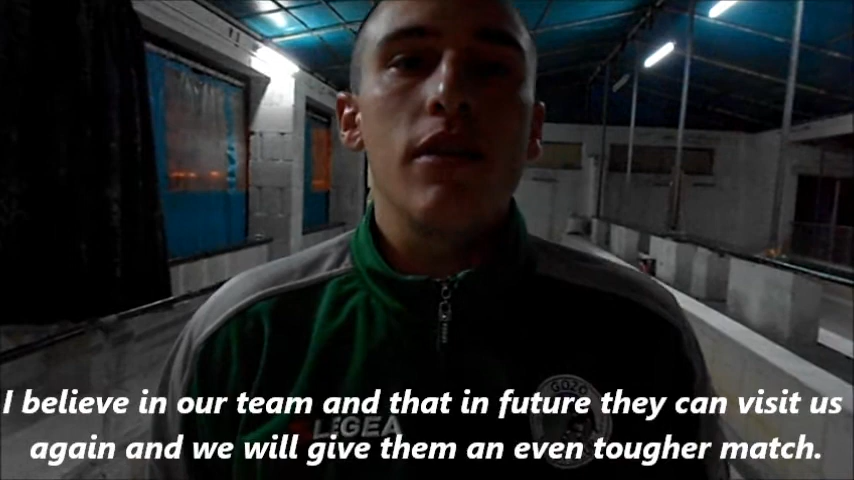 GOZO
LEGEA
I believe in our team and that in future they can visit us
again and we will give them an even tougher match.